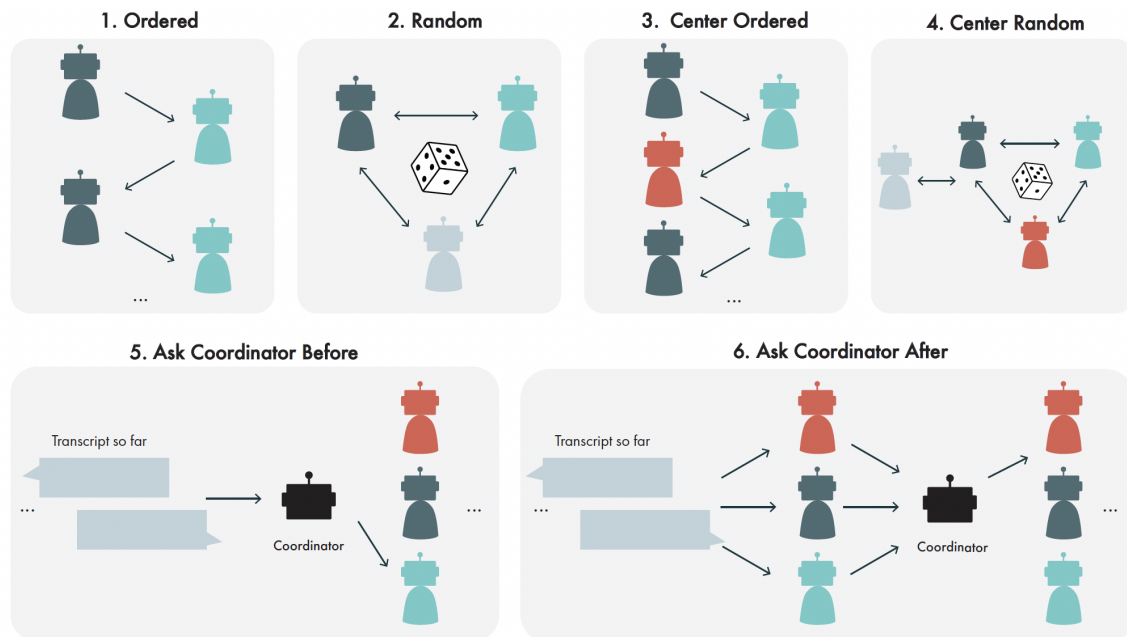 1. Ordered
2. Random
3. Center Ordered
4. Center Random
...
...
5. Ask Coordinator Before
6. Ask Coordinator After
Transcript so far
...
Coordinator
...
Transcript so far
...
Coordinator
...